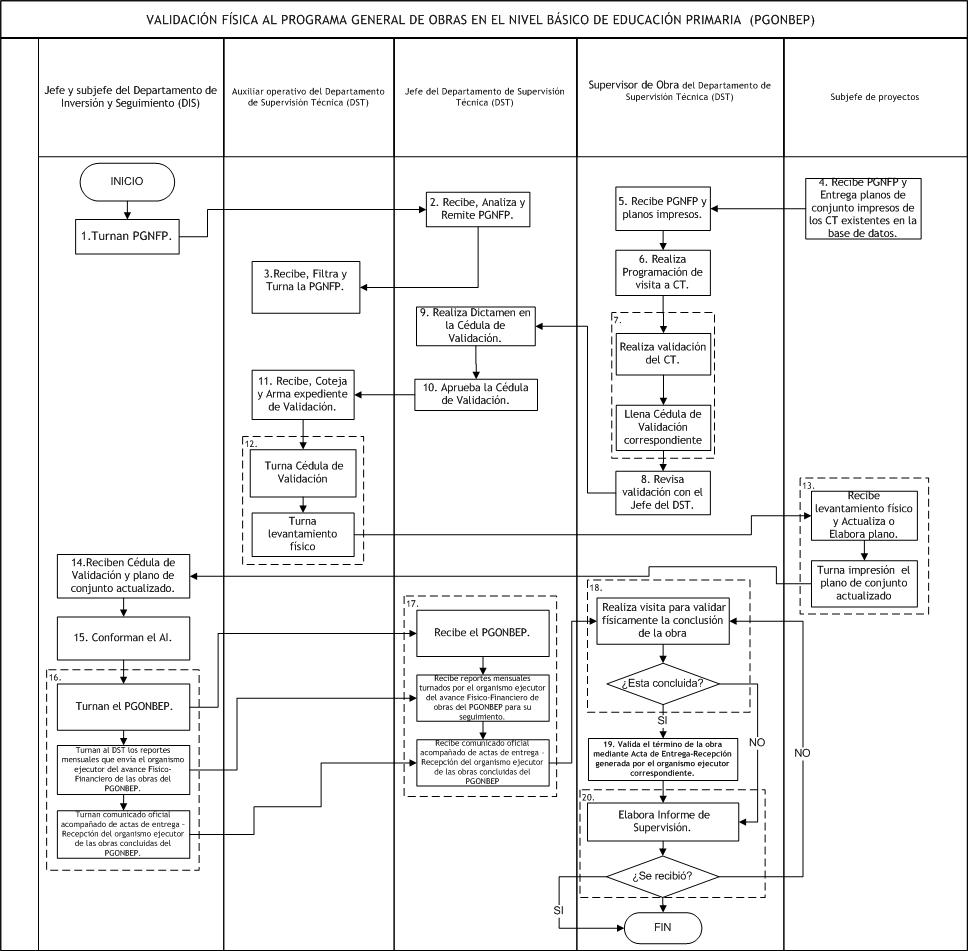 VALIDACIÓN FÍSICA AL PROGRAMA GENERAL DE OBRAS EN EL NIVEL BÁSICO DE EDUCACIÓN PRIMARIA (PGONBEP)
Jefe y subjefe del Departamento de
Inversión y Seguimiento (DIS)
Auxiliar operativo del Departamento
de Supervisión Técnica (DST)
Jefe del Departamento de Supervisión
Técnica (DST)
Supervisor de Obra del Departamento de
Supervisión Técnica (DST)
Subjefe de proyectos
INICIO
1.Turnan PGNFP.
2. Recibe, Analiza y
Remite PGNFP.
3.Recibe, Filtra y
Turna la PGNFP.
4. Recibe PGNFP y
Entrega planos de
conjunto impresos de
los CT existentes en la
base de datos.
5. Recibe PGNFP y
planos impresos.
6. Realiza
Programación de
visita a CT.
7.
Realiza validación
del CT.
Llena Cédula de
Validación
correspondiente
8. Revisa
validación con el
Jefe del DST.
9. Realiza Dictamen en
la Cédula de
Validación.
10. Aprueba la Cédula
de Validación.
11. Recibe, Coteja
y Arma expediente
de Validación.
12.
Turna Cédula de
Validación
Turna
levantamiento
físico
13.
Recibe
levantamiento físico
y Actualiza o
Elabora plano.
Turna impresión el
plano de conjunto
actualizado
14.Reciben Cédula de
Validación y plano de
conjunto actualizado.
15. Conforman el AI.
16.
Turnan el PGONBEP.
Turnan al DST los reportes
mensuales que envía el organismo
ejecutor del avance Físico-
Financiero de las obras del
PGONBEP.
Turnan comunicado oficial
acompañado de actas de entrega –
Recepción del organismo ejecutor
de las obras concluidas del
PGONBEP.
17.
Recibe el PGONBEP.
Recibe reportes mensuales
turnados por el organismo ejecutor
del avance Físico-Financiero de
obras del PGONBEP para su
seguimiento.
Recibe comunicado oficial
acompañado de actas de entrega –
Recepción del organismo ejecutor
de las obras concluidas del
PGONBEP
18.
Realiza visita para validar
físicamente la conclusión
de la obra
¿Esta concluida?
SI
NO
NO
19. Valida el término de la obra
mediante Acta de Entrega-Recepción
generada por el organismo ejecutor
correspondiente.
20.
Elabora Informe de
Supervisión.
¿Se recibió?
SI
FIN